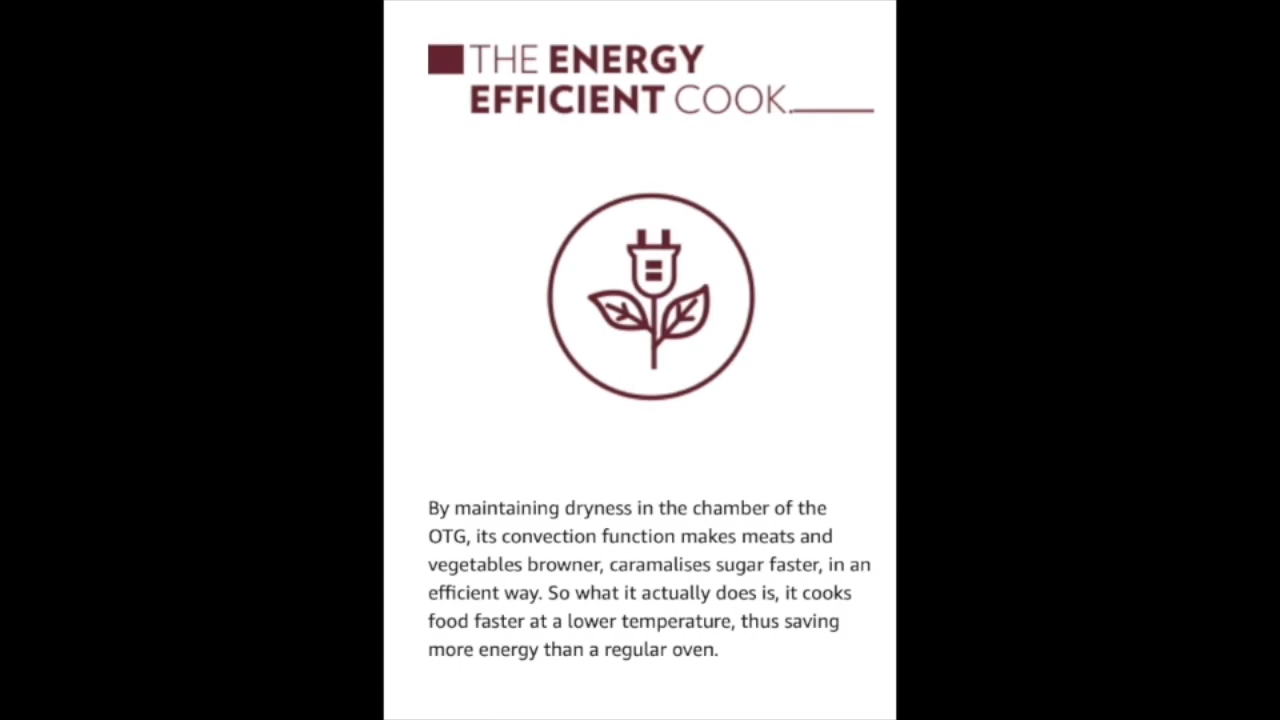 THE ENERGY
EFFICIENT COOK.
By maintaining dryness in the chamber of the
OTG, its convection function makes meats and
vegetables browner, caramalises sugar faster, in an
efficient way. So what it actually does is, it cooks
food faster at a lower temperature, thus saving
more energy than a regular oven.